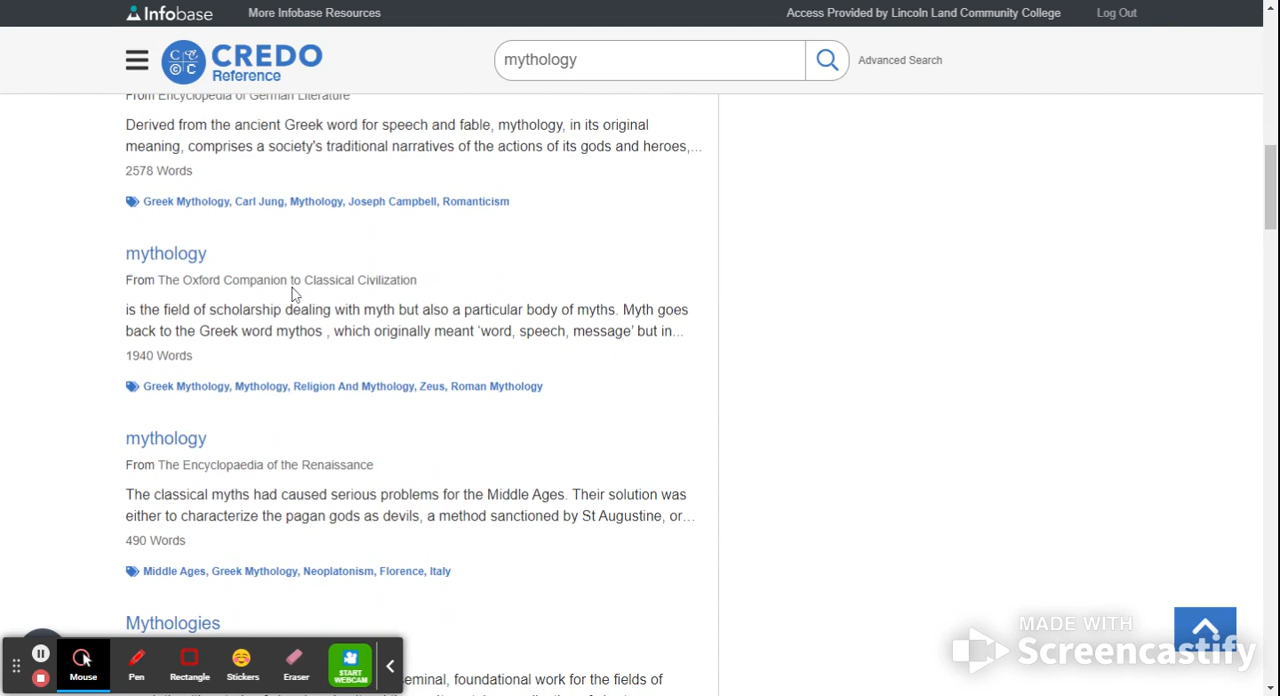 Infobase More Infobase Resources Access Provided by Lincoln Land Community College Log Out
CREDO
Reference
mythology
Advanced Search
From Encyclopedia of German Literature
Derived from the ancient Greek word for speech and fable, mythology, in its original
meaning, comprises a society's traditional narratives of the actions of its gods and heroes,...
2578 Words
Greek Mythology, Carl Jung, Mythology, Joseph Campbell, Romanticism
mythology
From The Oxford Companion to Classical Civilization
is the field of scholarship dealing with myth but also a particular body of myths. Myth goes
back to the Greek word mythos , which originally meant ‘word, speech, message’ but in...
1940 Words
Greek Mythology, Mythology, Religion And Mythology, Zeus, Roman Mythology
mythology
From The Encyclopaedia of the Renaissance
The classical myths had caused serious problems for the Middle Ages. Their solution was
either to characterize the pagan gods as devils, a method sanctioned by St Augustine, or...
490 Words
Middle Ages, Greek Mythology, Neoplatonism, Florence, Italy
Mythologies
seminal, foundational work for the fields of
Mouse Pen Rectangle Stickers Eraser START WEBCAM
MADE WITH
Screencastify